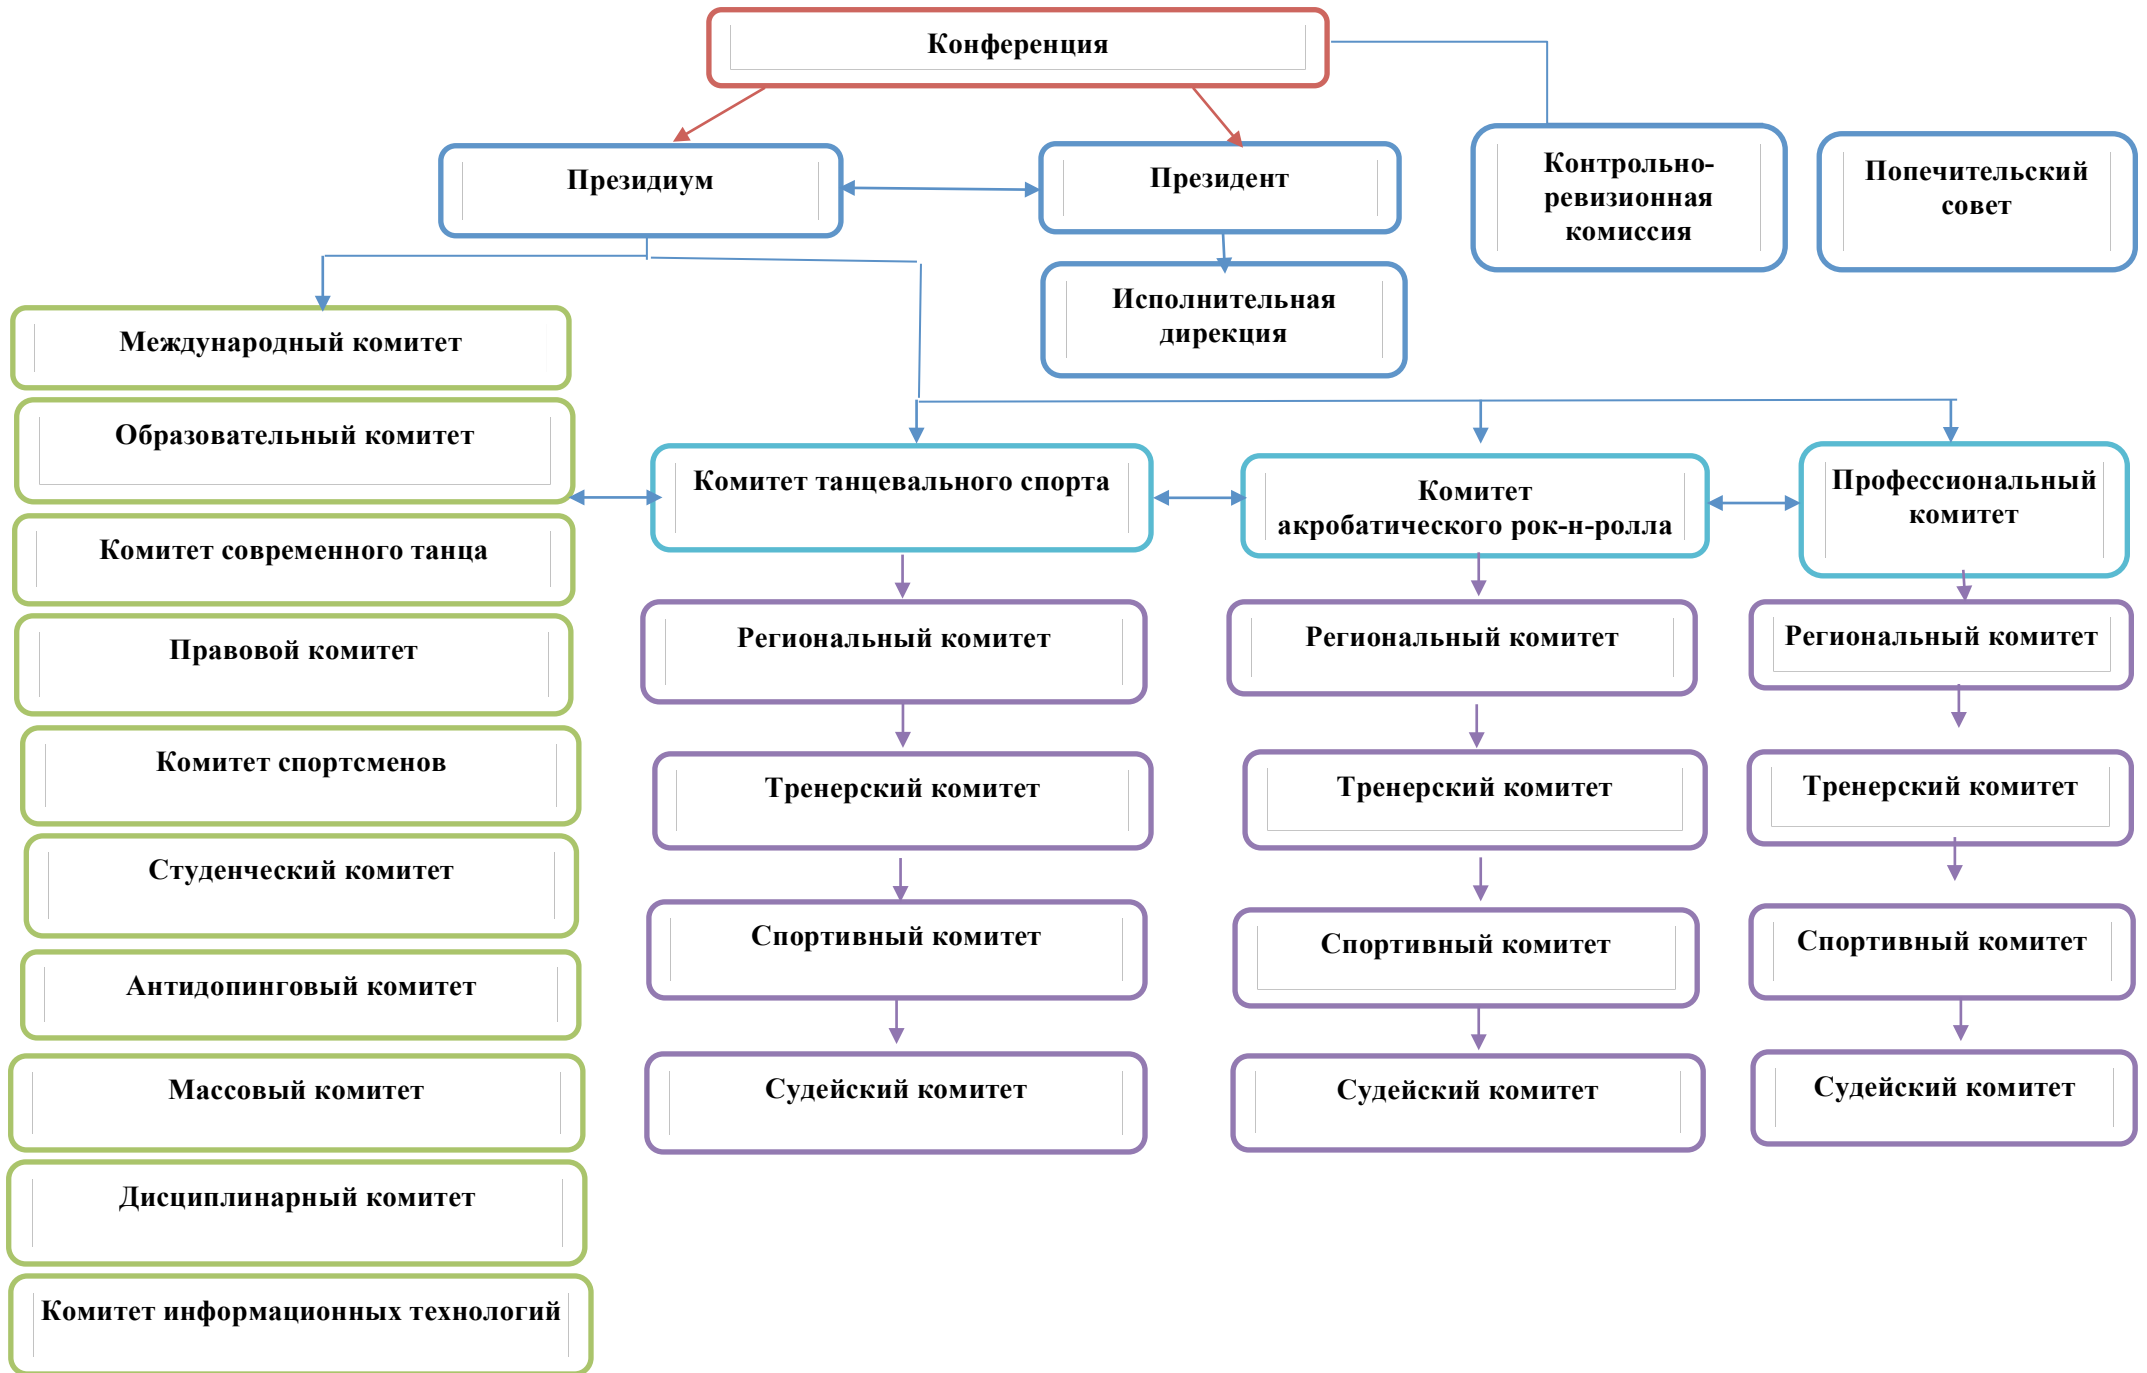 Конференция
Президиум
Президент
Контрольно-
ревизионная
комиссия
Попечительский
совет
Исполнительная
дирекция
Международный комитет
Образовательный комитет
Комитет современного танца
Правовой комитет
Комитет спортсменов
Студенческий комитет
Антидопинговый комитет
Массовый комитет
Дисциплинарный комитет
Комитет информационных технологий
Комитет танцевального спорта
Региональный комитет
Тренерский комитет
Спортивный комитет
Судейский комитет
Комитет
акробатического рок-н-ролла
Региональный комитет
Тренерский комитет
Спортивный комитет
Судейский комитет
Профессиональный
комитет
Региональный комитет
Тренерский комитет
Спортивный комитет
Судейский комитет